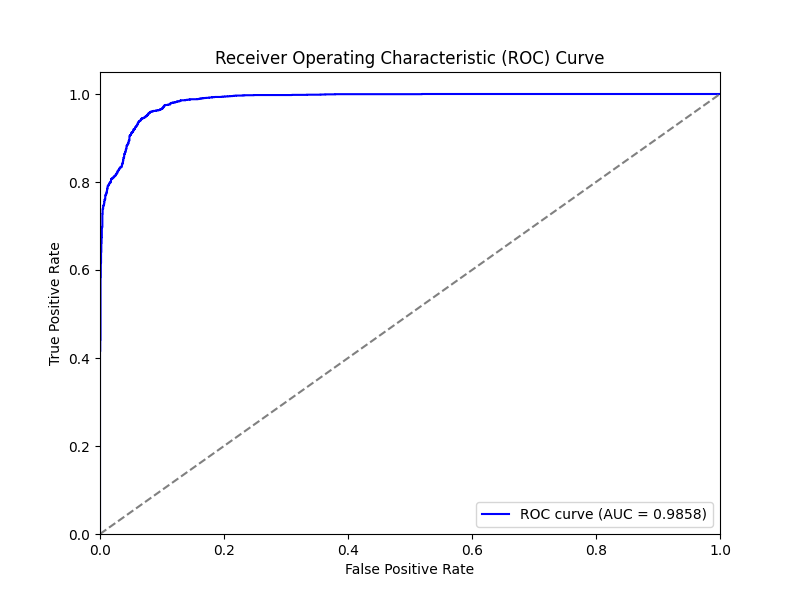 Receiver Operating Characteristic (ROC) Curve
True Positive Rate
1.0
0.8
0.6
0.4
0.2
0.0
ROC curve (AUC = 0.9858)
0.0 0.2 0.4 0.6 0.8 1.0
False Positive Rate